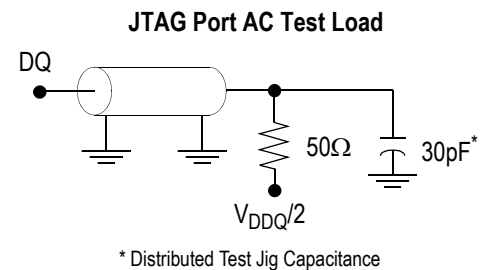 JTAG Port AC Test Load
DQ
50Ω
30pF*
VDDQ/2
* Distributed Test Jig Capacitance